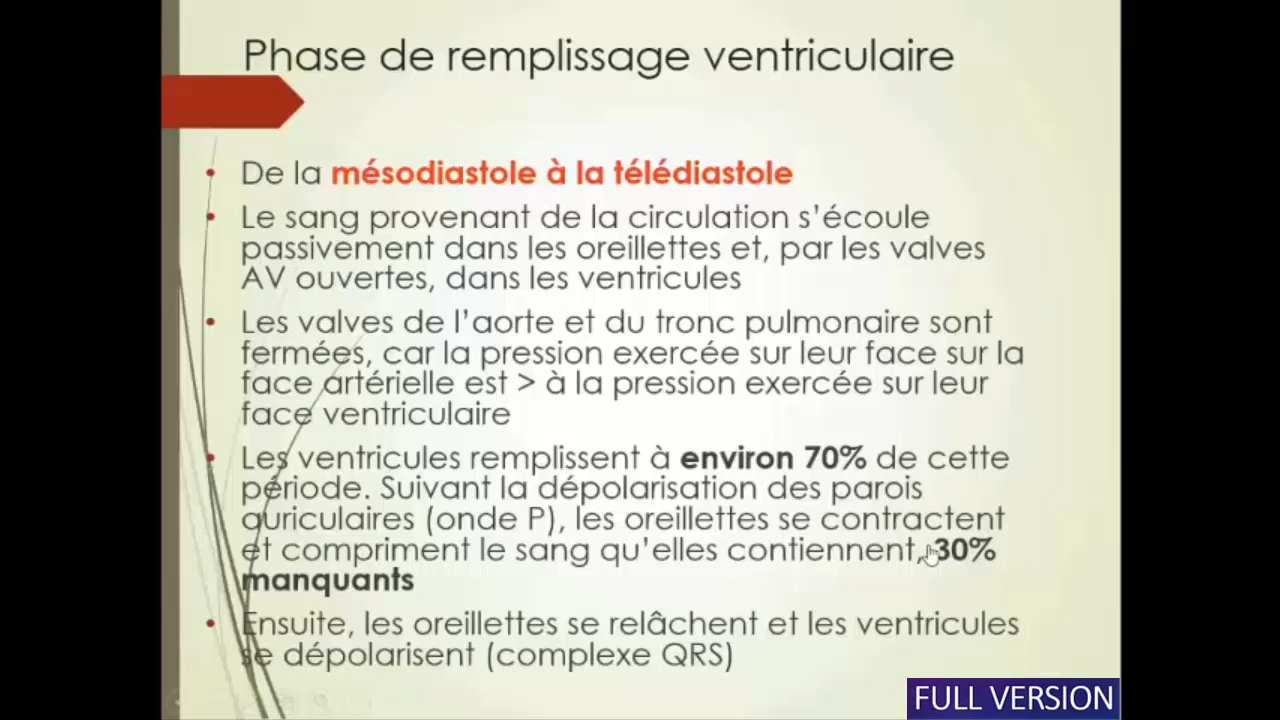 Phase de remplissage ventriculaire
• De la mésodiastole à la télédiastole
• Le sang provenant de la circulation s'écoule
passivement dans les oreillettes et, par les valves
AV ouvertes, dans les ventricules
• Les valves de l'aorte et du tronc pulmonaire sont
fermées, car la pression exercée sur leur face sur la
face artérielle est > à la pression exercée sur leur
face ventriculaire
• Les ventricules remplissent à environ 70% de cette
période. Suivant la dépolarisation des parois
auriculaires (onde P), les oreillettes se contractent
et compriment le sang qu'elles contiennent, 30%
manquants
• Ensuite, les oreillettes se relâchent et les ventricules
se dépolarisent (complexe QRS)
FULL VERSION